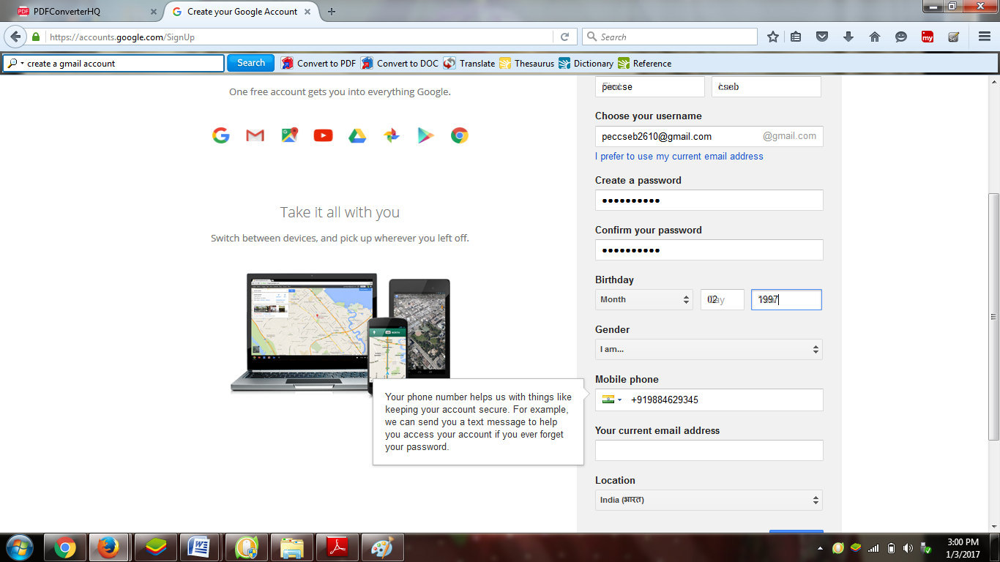 PDFConverterHQ
Create your Google Account
https://accounts.google.com/SignUp
Search
my
create a gmail account
Search
Convert to PDF
Convert to DOC
Translate
Thesaurus
Dictionary
Reference
One free account gets you into everything Google.
Take it all with you
Switch between devices, and pick up wherever you left off.
cseb
Choose your username
peccseb2610@gmail.com @gmail.com
I prefer to use my current email address
Create a password
Confirm your password
Birthday
Month 02 Day 1997
Gender
I am...
Mobile phone
+919884629345
Your phone number helps us with things like
keeping your account secure. For example,
we can send you a text message to help
you access your account if you ever forget
your password.
Your current email address
Location
India (भारत)
3:00 PM
1/3/2017